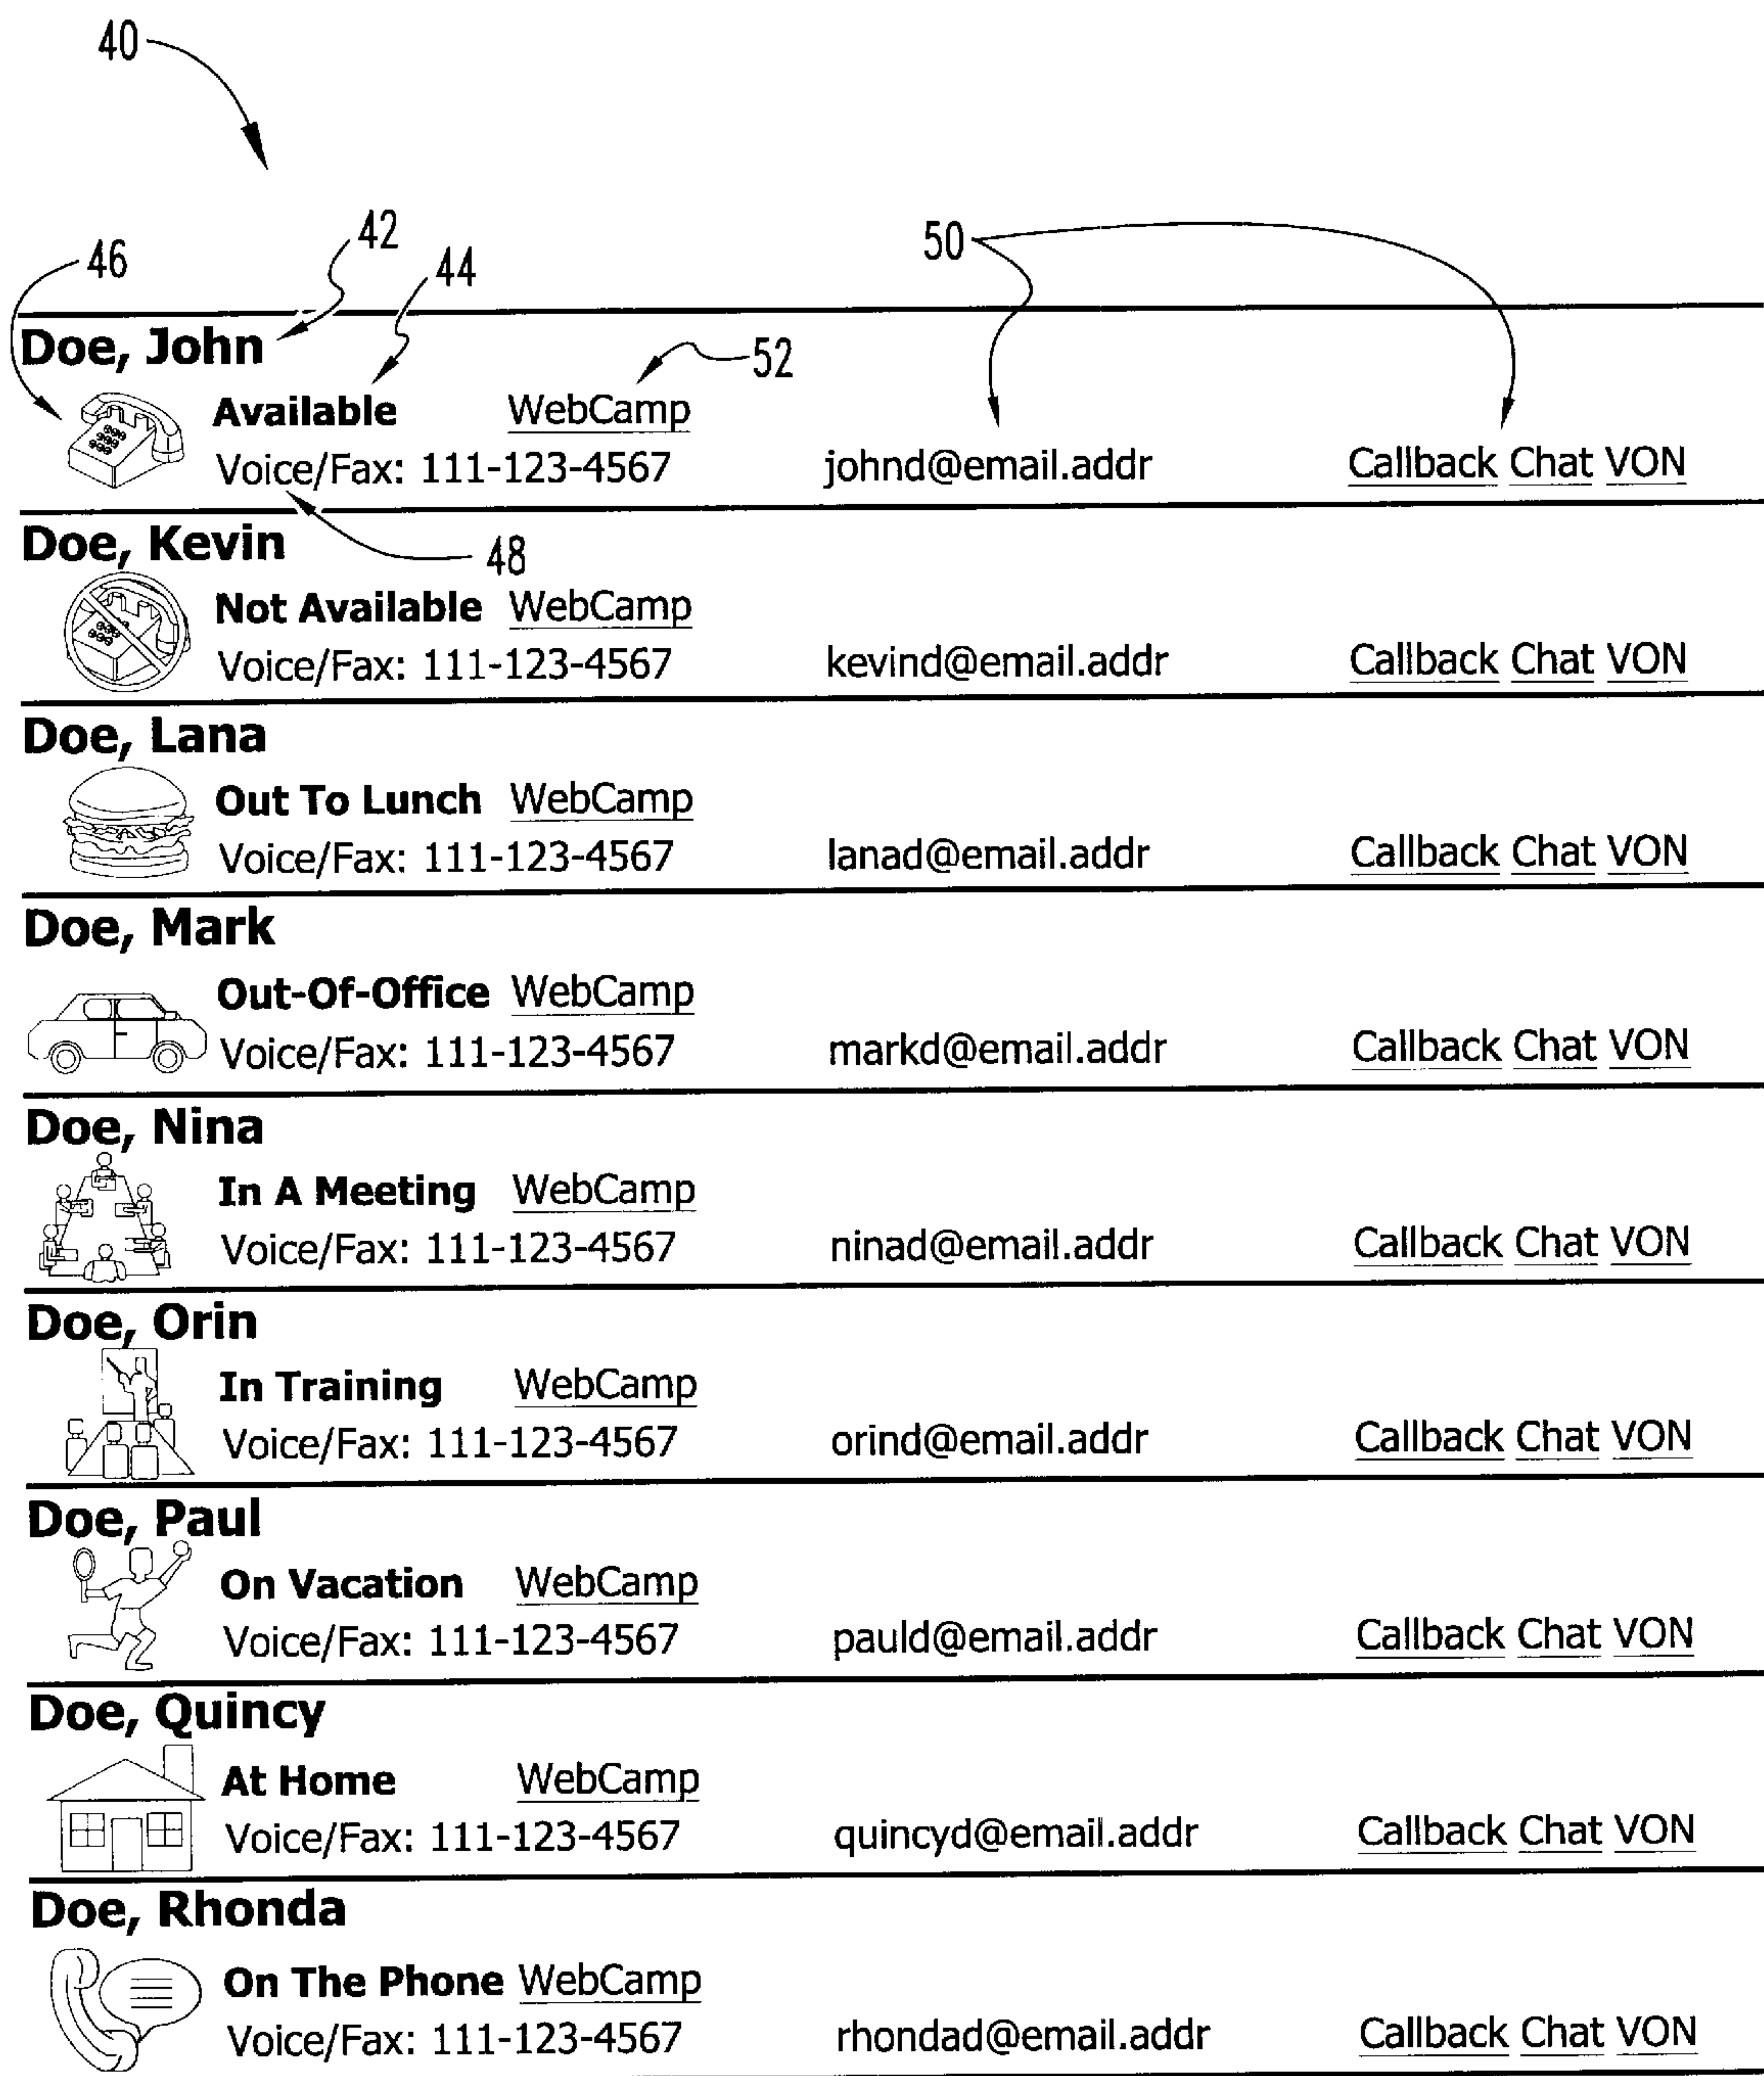 40
42
46
44
50
Doe, John
52
Available WebCamp
Voice/Fax: 111-123-4567 johnd@email.addr Callback Chat VON
Doe, Kevin
48
Not Available WebCamp
Voice/Fax: 111-123-4567 kevind@email.addr Callback Chat VON
Doe, Lana
Out To Lunch WebCamp
Voice/Fax: 111-123-4567 lanad@email.addr Callback Chat VON
Doe, Mark
Out-Of-Office WebCamp
Voice/Fax: 111-123-4567 markd@email.addr Callback Chat VON
Doe, Nina
In A Meeting WebCamp
Voice/Fax: 111-123-4567 ninad@email.addr Callback Chat VON
Doe, Orin
In Training WebCamp
Voice/Fax: 111-123-4567 orind@email.addr Callback Chat VON
Doe, Paul
On Vacation WebCamp
Voice/Fax: 111-123-4567 pauld@email.addr Callback Chat VON
Doe, Quincy
At Home WebCamp
Voice/Fax: 111-123-4567 quincyd@email.addr Callback Chat VON
Doe, Rhonda
On The Phone WebCamp
Voice/Fax: 111-123-4567 rhondad@email.addr Callback Chat VON